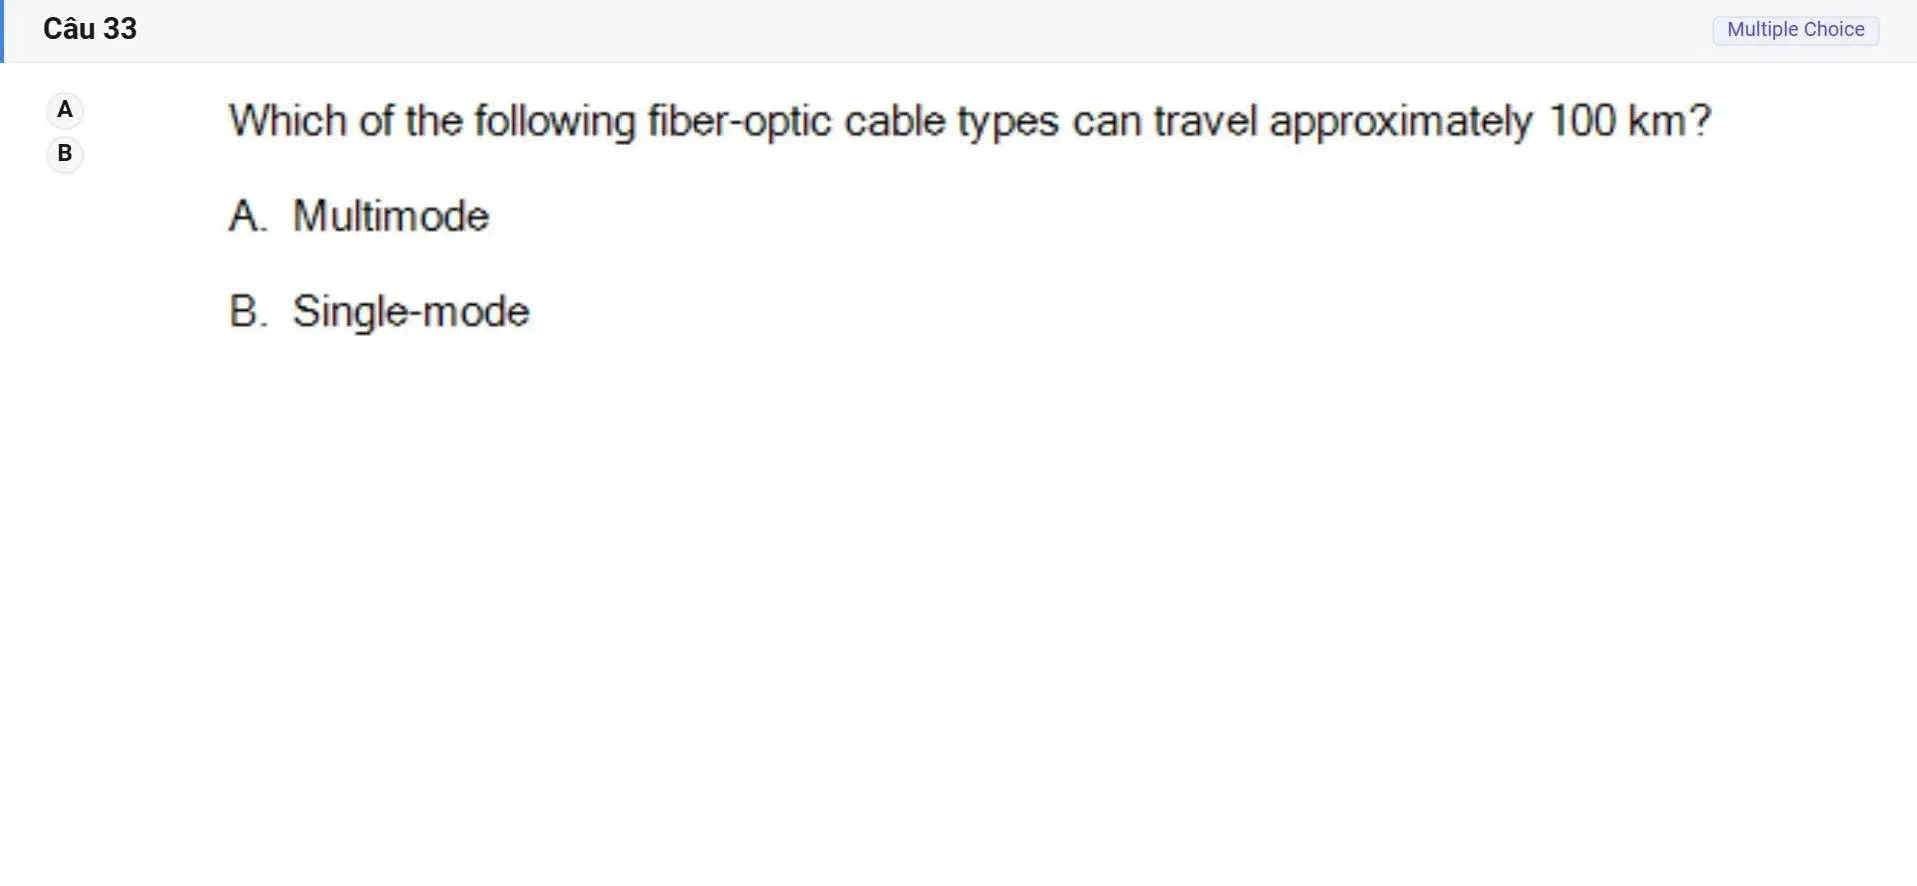 Câu 33
Multiple Choice
A
B
Which of the following fiber-optic cable types can travel approximately 100 km?
A. Multimode
B. Single-mode